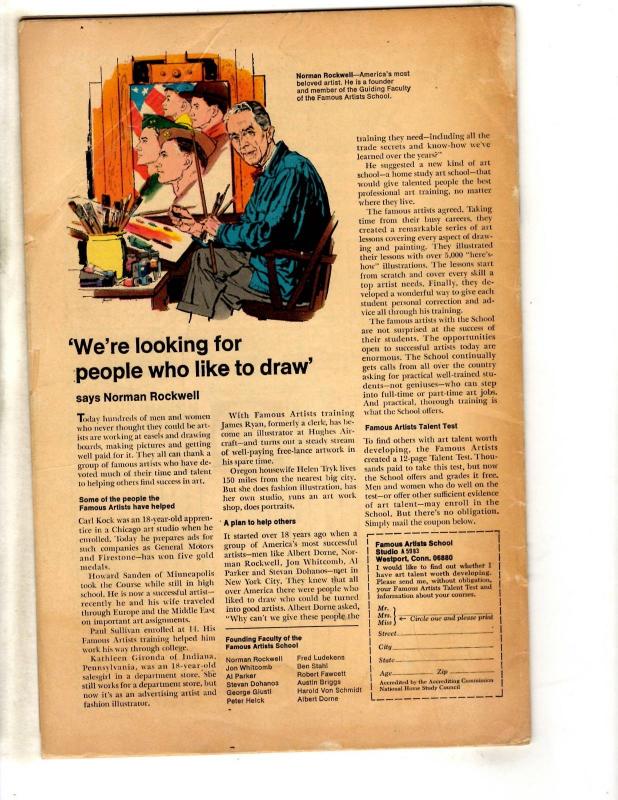 Norman Rockwell—America's most
beloved artist. He is a founder
and member of the Guiding Faculty
of the Famous Artists School.
'We're looking for
people who like to draw'
says Norman Rockwell
Today hundreds of men and women
who never thought they could be art-
ists are working at easels and drawing
boards, making pictures and getting
well paid for it. They all can thank a
group of famous artists who have de-
voted much of their time and talent
to helping others find success in art.
Some of the people the
Famous Artists have helped
Carl Kock was an 18-year-old appren-
tice in a Chicago art studio when he
enrolled. Today he prepares ads for
such companies as General Motors
and Firestone—has won five gold
medals.
Howard Sanden of Minneapolis
took the Course while still in high
school. He is now a successful artist—
recently he and his wife traveled
through Europe and the Middle East
on important art assignments.
Paul Sullivan enrolled at 14. His
Famous Artists training helped him
work his way through college.
Kathleen Gironda of Indiana,
Pennsylvania, was an 18-year-old
salesgirl in a department store. She
still works for a department store, but
now it's as an advertising artist and
fashion illustrator.
With Famous Artists training
James Ryan, formerly a clerk, has be-
come an illustrator at Hughes Air-
craft—and turns out a steady stream
of well-paying free-lance artwork in
his spare time.
Oregon housewife Helen Tryk lives
150 miles from the nearest big city.
But she does fashion illustration, has
her own studio, runs an art work
shop, does portraits.
A plan to help others
It started over 18 years ago when a
group of America's most successful
artists—men like Albert Dorne, Nor-
man Rockwell, Jon Whitcomb, Al
Parker and Stevan Dohanos—met in
New York City. They knew that all
over America there were people who
liked to draw who could be turned
into good artists. Albert Dorne asked,
"Why can't we give these people the
Founding Faculty of the
Famous Artists School
Norman Rockwell
Jon Whitcomb
Al Parker
Stevan Dohanos
George Giusti
Peter Helck
Fred Ludekens
Ben Stahl
Robert Fawcett
Austin Briggs
Harold Von Schmidt
Albert Dorne
training they need—including all the
trade secrets and know-how we've
learned over the years?"
He suggested a new kind of art
school—a home study art school—that
would give talented people the best
professional art training, no matter
where they live.
The famous artists agreed. Taking
time from their busy careers, they
created a remarkable series of art
lessons covering every aspect of draw-
ing and painting. They illustrated
their lessons with over 5,000 "here's-
how" illustrations. The lessons start
from scratch and cover every skill a
top artist needs. Finally, they de-
veloped a wonderful way to give each
student personal correction and ad-
vice all through his training.
The famous artists with the School
are not surprised at the success of
their students. The opportunities
open to successful artists today are
enormous. The School continually
gets calls from all over the country
asking for practical well-trained stu-
dents—not geniuses—who can step
into full-time or part-time art jobs.
And practical, thorough training is
what the School offers.
Famous Artists Talent Test
To find others with art talent worth
developing, the Famous Artists
created a 12-page Talent Test. Thou-
sands paid to take this test, but now
the School offers and grades it free.
Men and women who do well on the
test—or offer other sufficient evidence
of art talent—may enroll in the
School. But there's no obligation.
Simply mail the coupon below.
Famous Artists School
Studio A5983
Westport, Conn. 06880
I would like to find out whether I
have art talent worth developing.
Please send me, without obligation,
your Famous Artists Talent Test and
information about your courses.
Mr.
Mrs. ← Circle one and please print
Miss
Street
City
State
Age Zip
Accredited by the Accrediting Commission
National Home Study Council